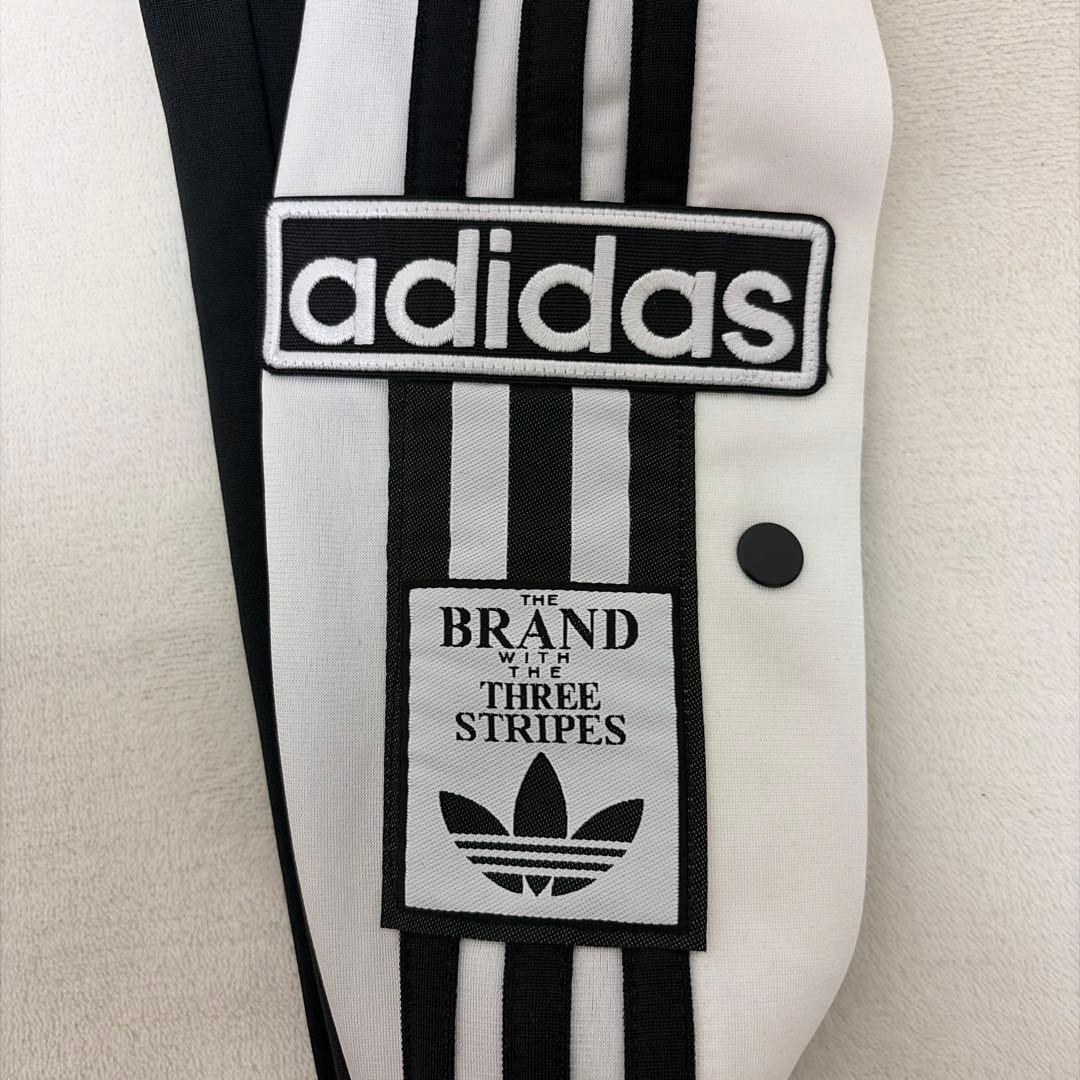 adidas
THE
BRAND
WITH
THE
THREE
STRIPES